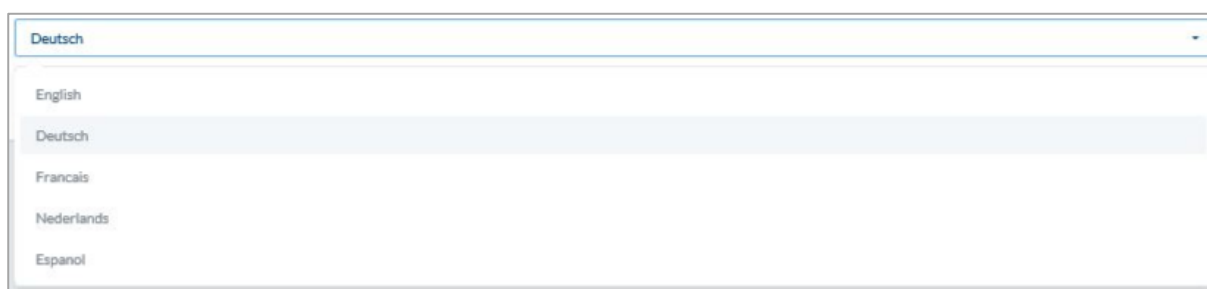 Deutsch
English
Deutsch
Francais
Nederlands
Espanol